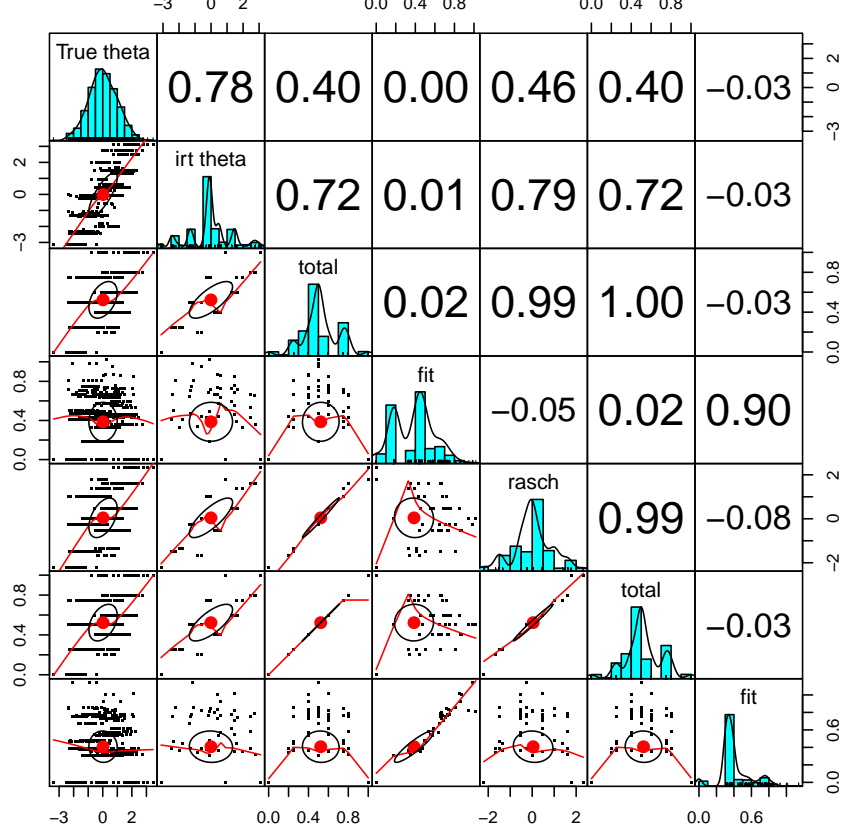 −3 0 2 0.0 0.4 0.8 0.0 0.4 0.8
True theta 0.78 0.40 0.00 0.46 0.40 −0.03 −3 0 2
−3 0 2 irt theta 0.72 0.01 0.79 0.72 −0.03
total 0.02 0.99 1.00 −0.03 0.0 0.4 0.8
0.0 0.4 0.8 fit −0.05 0.02 0.90
rasch 0.99 −0.08 −2 0 2
0.0 0.4 0.8 total −0.03
fit 0.0 0.6
−3 0 2 0.0 0.4 0.8 −2 0 2 0.0 0.6